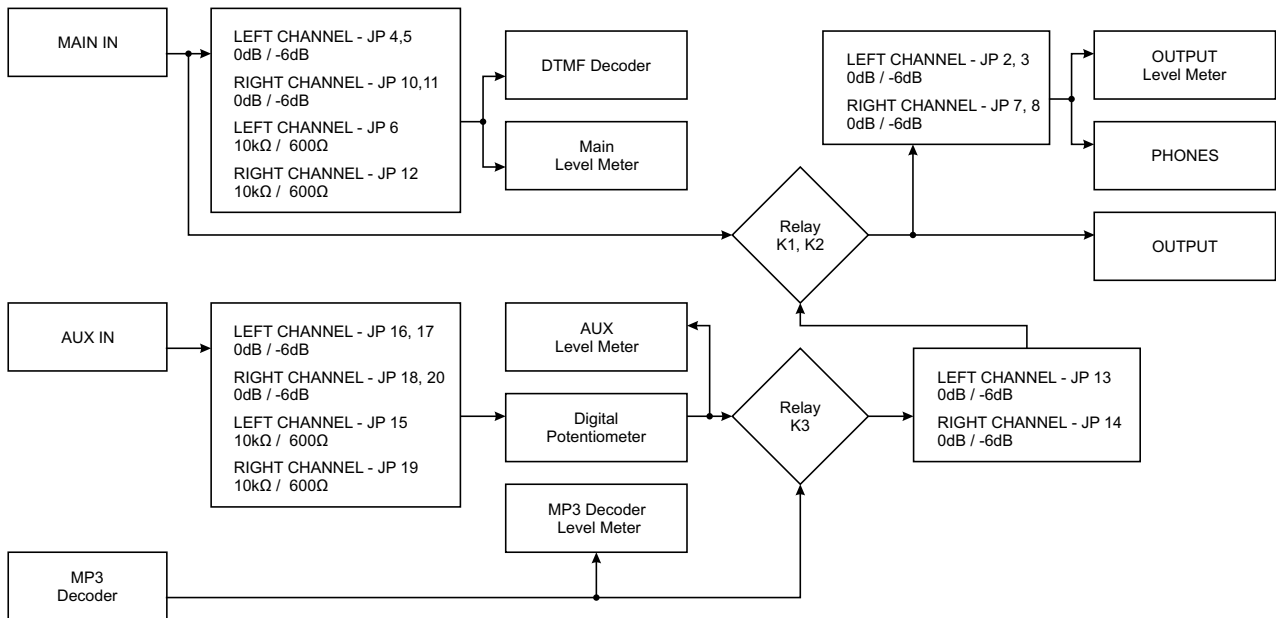 MAIN IN
LEFT CHANNEL - JP 4,5
0dB / -6dB
RIGHT CHANNEL - JP 10,11
0dB / -6dB
LEFT CHANNEL - JP 6
10kΩ / 600Ω
RIGHT CHANNEL - JP 12
10kΩ / 600Ω
DTMF Decoder
Main
Level Meter
LEFT CHANNEL - JP 2, 3
0dB / -6dB
RIGHT CHANNEL - JP 7, 8
0dB / -6dB
OUTPUT
Level Meter
PHONES
Relay
K1, K2
OUTPUT
AUX IN
LEFT CHANNEL - JP 16, 17
0dB / -6dB
RIGHT CHANNEL - JP 18, 20
0dB / -6dB
LEFT CHANNEL - JP 15
10kΩ / 600Ω
RIGHT CHANNEL - JP 19
10kΩ / 600Ω
AUX
Level Meter
Digital
Potentiometer
Relay
K3
LEFT CHANNEL - JP 13
0dB / -6dB
RIGHT CHANNEL - JP 14
0dB / -6dB
MP3 Decoder
Level Meter
MP3
Decoder